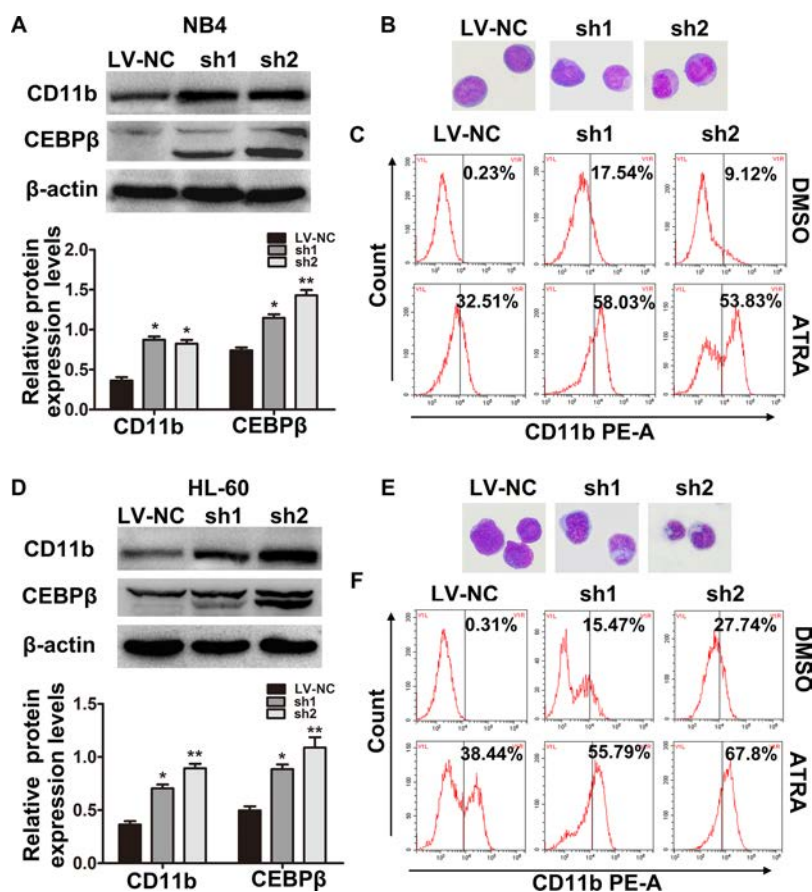 A
NB4
LV-NC sh1 sh2
CD11b
CEBPβ
β-actin
Relative protein
expression levels
2.0
1.5
1.0
0.5
0.0
LV-NC
sh1
sh2
* *
* **
CD11b CEBPβ
B
LV-NC sh1 sh2
C
LV-NC sh1 sh2
V1L V1R
0.23% 17.54% 9.12%
DMSO
32.51% 58.03% 53.83%
ATRA
Count
CD11b PE-A
D
HL-60
LV-NC sh1 sh2
CD11b
CEBPβ
β-actin
Relative protein
expression levels
1.5
1.0
0.5
0.0
LV-NC
sh1
sh2
* **
* **
CD11b CEBPβ
E
LV-NC sh1 sh2
F
LV-NC sh1 sh2
V1L V1R
0.31% 15.47% 27.74%
DMSO
38.44% 55.79% 67.8%
ATRA
Count
CD11b PE-A